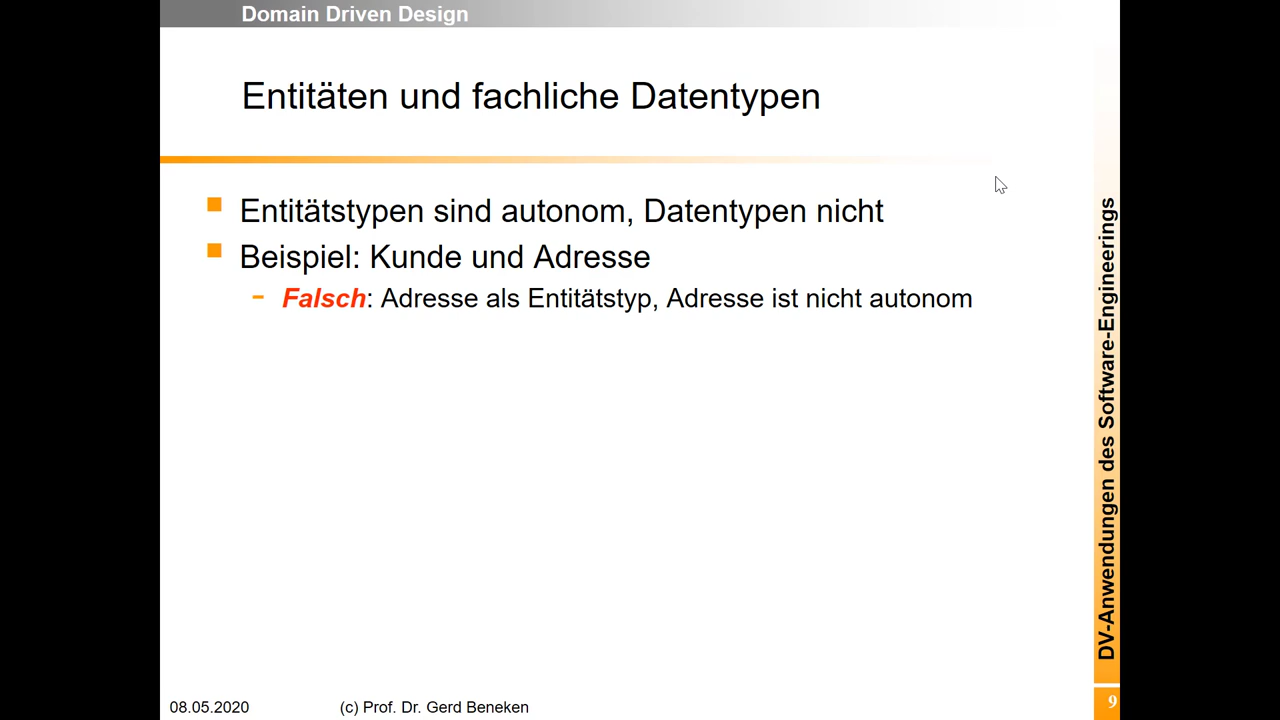 Domain Driven Design
Entitäten und fachliche Datentypen
Entitätstypen sind autonom, Datentypen nicht
Beispiel: Kunde und Adresse
- Falsch: Adresse als Entitätstyp, Adresse ist nicht autonom
DV-Anwendungen des Software-Engineerings
08.05.2020 (c) Prof. Dr. Gerd Beneken
9